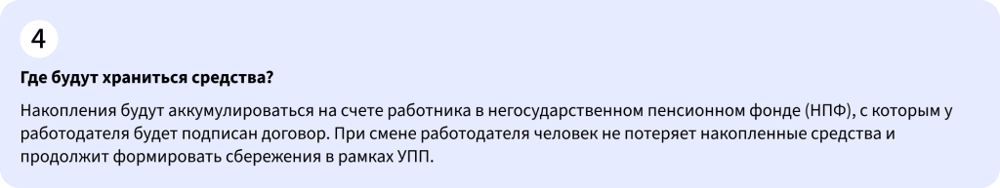 4
Где будут храниться средства?
Накопления будут аккумулироваться на счете работника в негосударственном пенсионном фонде (НПФ), с которым у
работодателя будет подписан договор. При смене работодателя человек не потеряет накопленные средства и
продолжит формировать сбережения в рамках УПП.